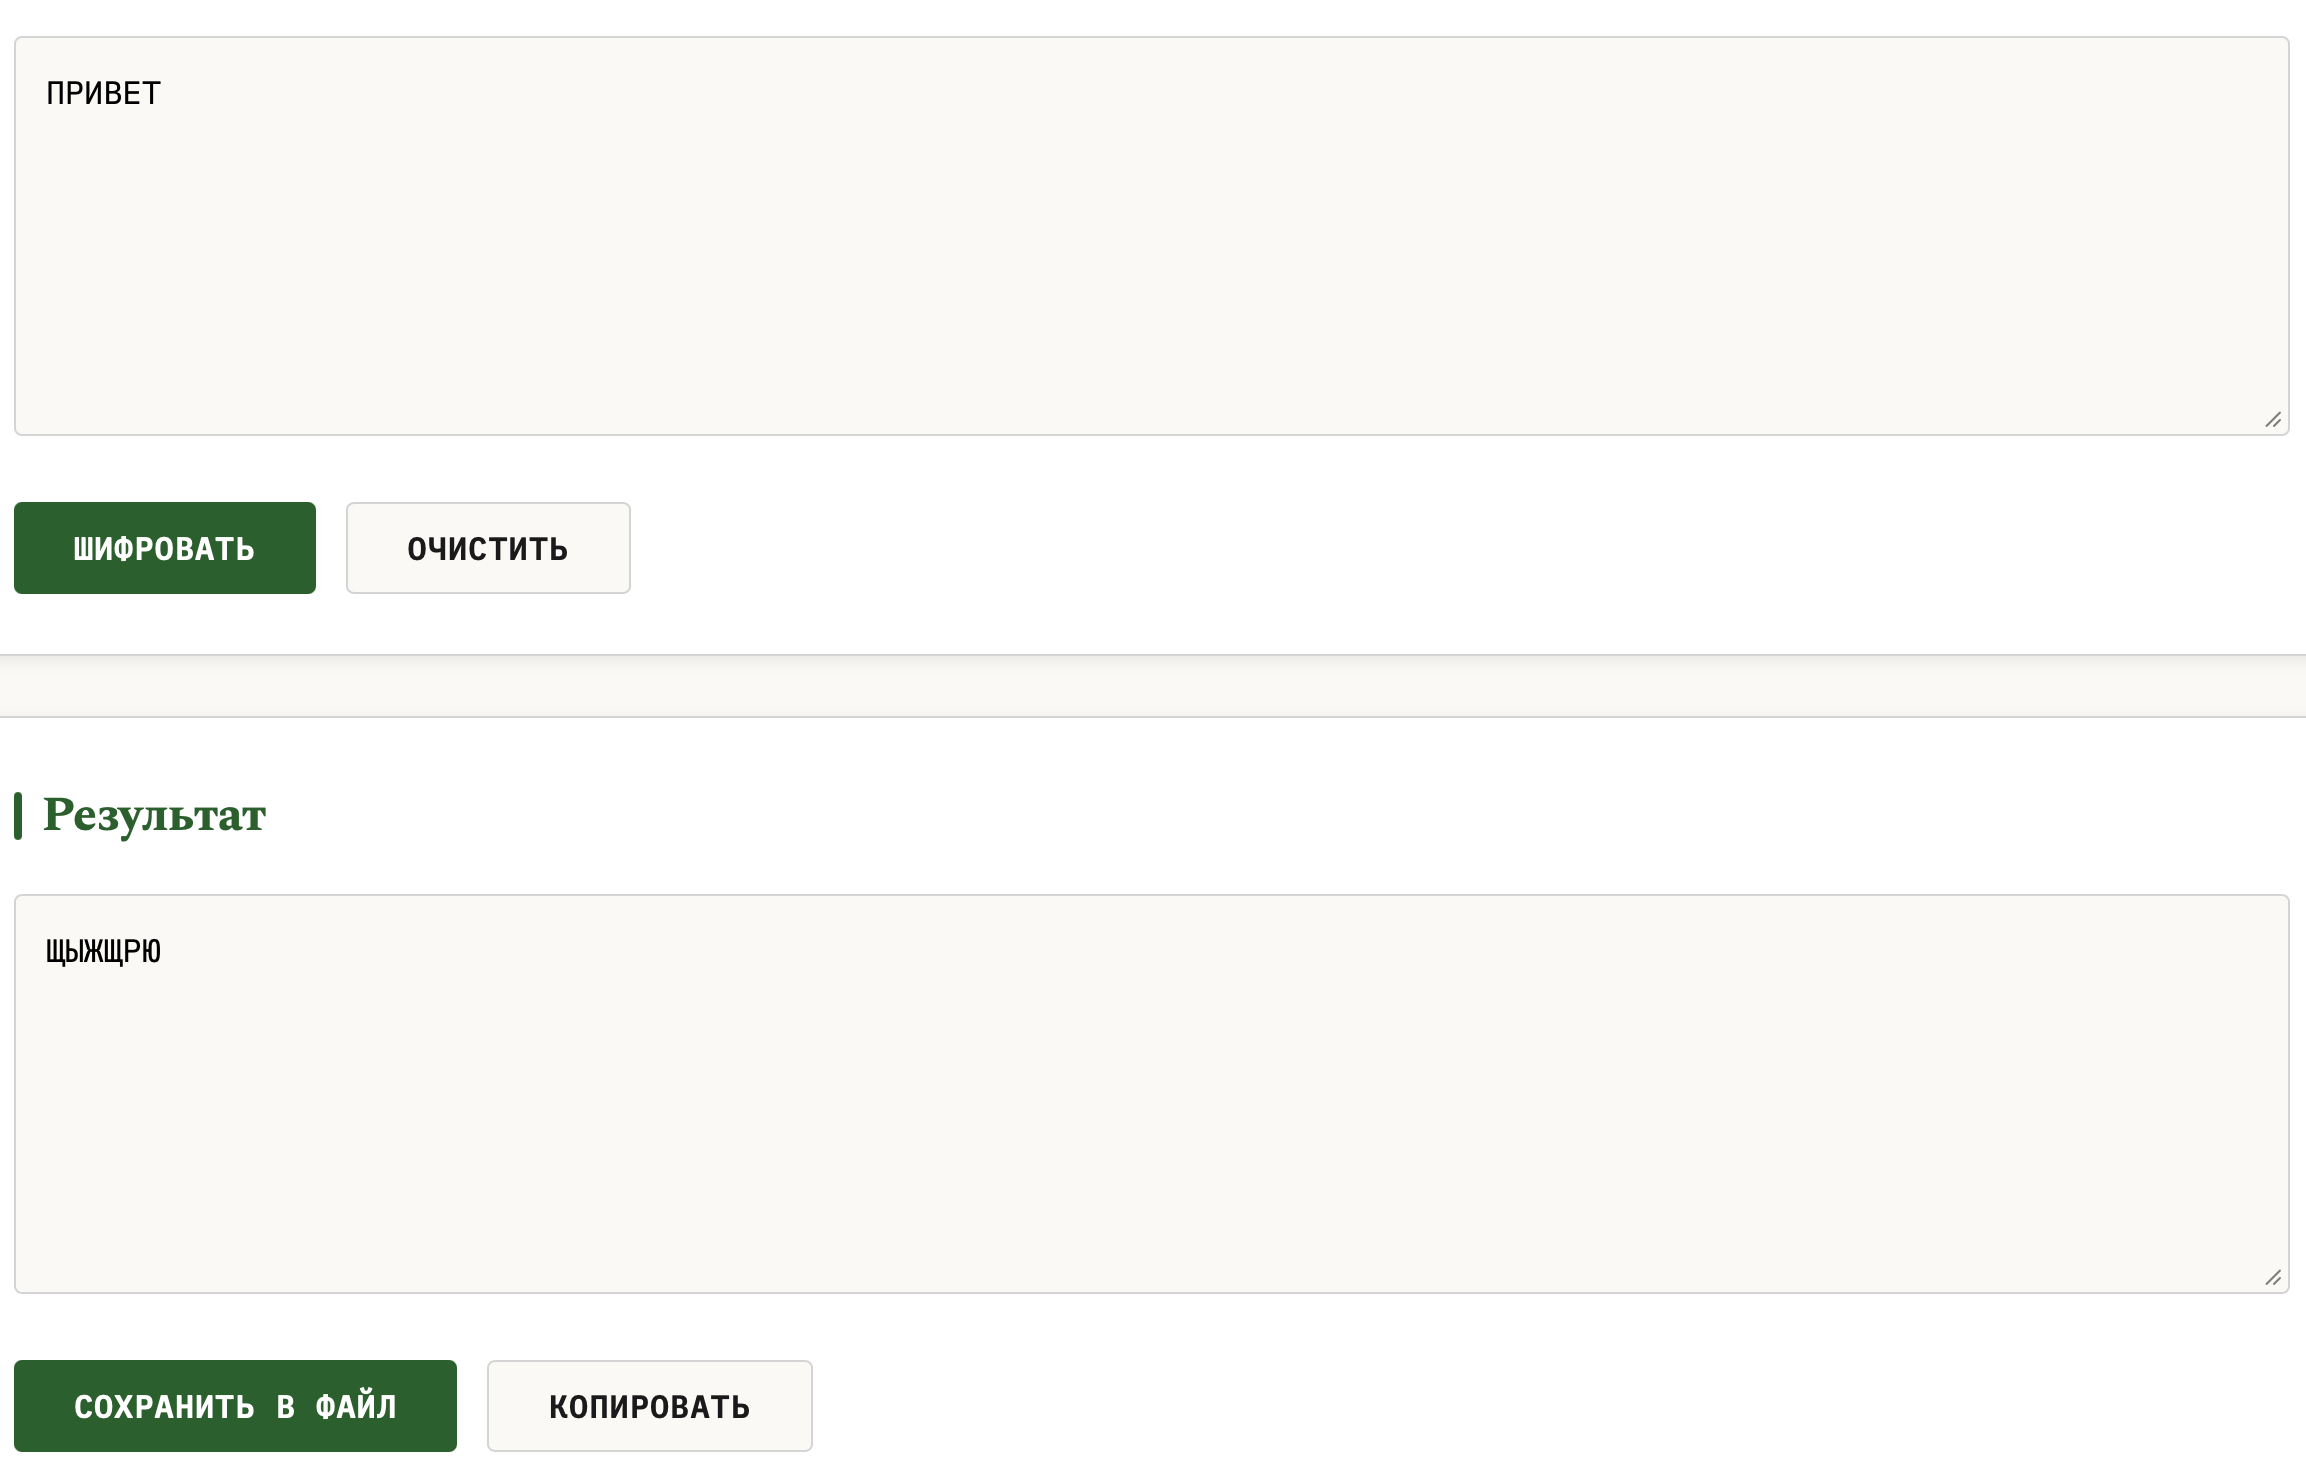 ПРИВЕТ
ШИФРОВАТЬ
ОЧИСТИТЬ
Результат
ЩЫЖЩРЮ
СОХРАНИТЬ В ФАЙЛ
КОПИРОВАТЬ